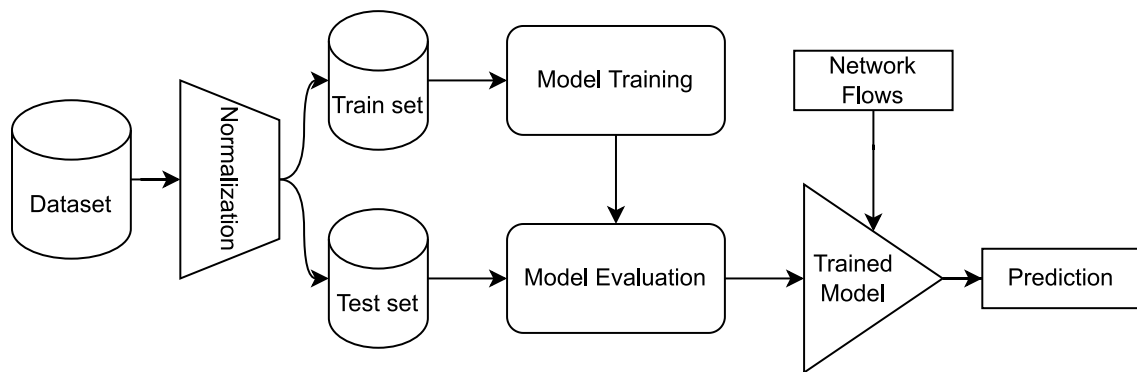 Dataset
Normalization
Train set
Test set
Model Training
Model Evaluation
Network
Flows
Trained
Model
Prediction